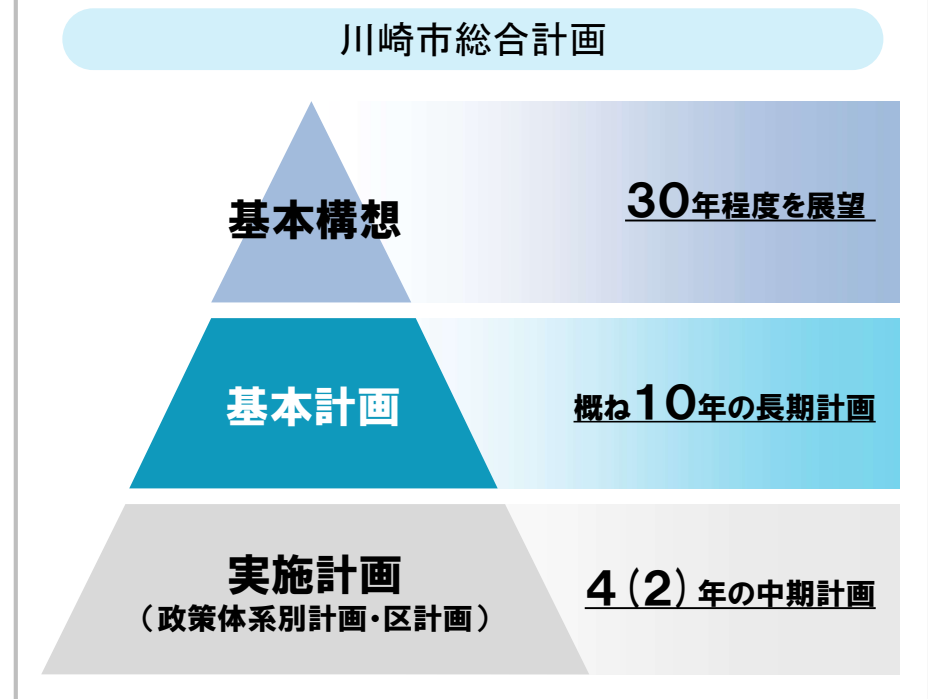 川崎市総合計画
基本構想
30年程度を展望
基本計画
概ね10年の長期計画
実施計画
（政策体系別計画・区計画）
4(2)年の中期計画